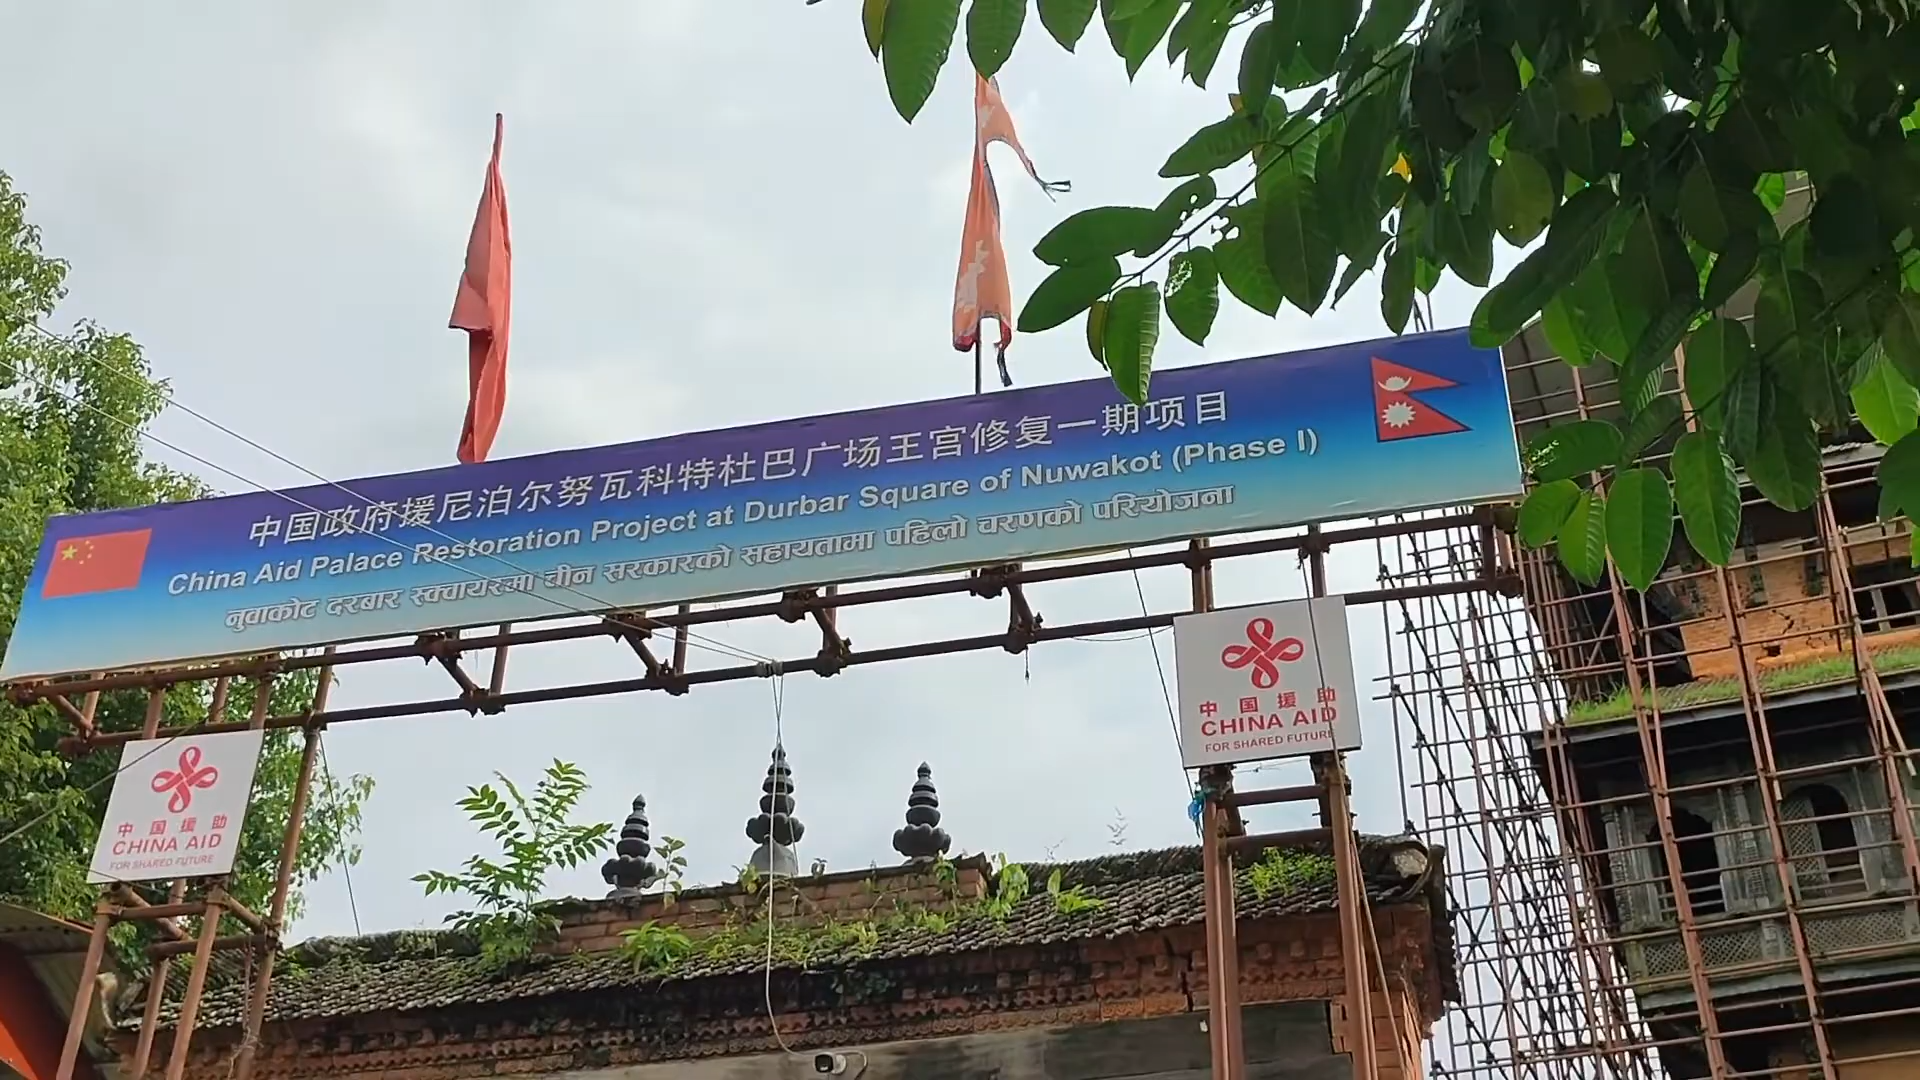 中国政府援尼泊尔努瓦科特杜巴广场王宫修复一期项目
China Aid Palace Restoration Project at Durbar Square of Nuwakot (Phase I)
नुवाकोट दरबार स्क्वायरमा चीन सरकारको सहायतामा पहिलो चरणको परियोजना
中国援助
CHINA AID
FOR SHARED FUTURE
中国援助
CHINA AID
FOR SHARED FUTURE